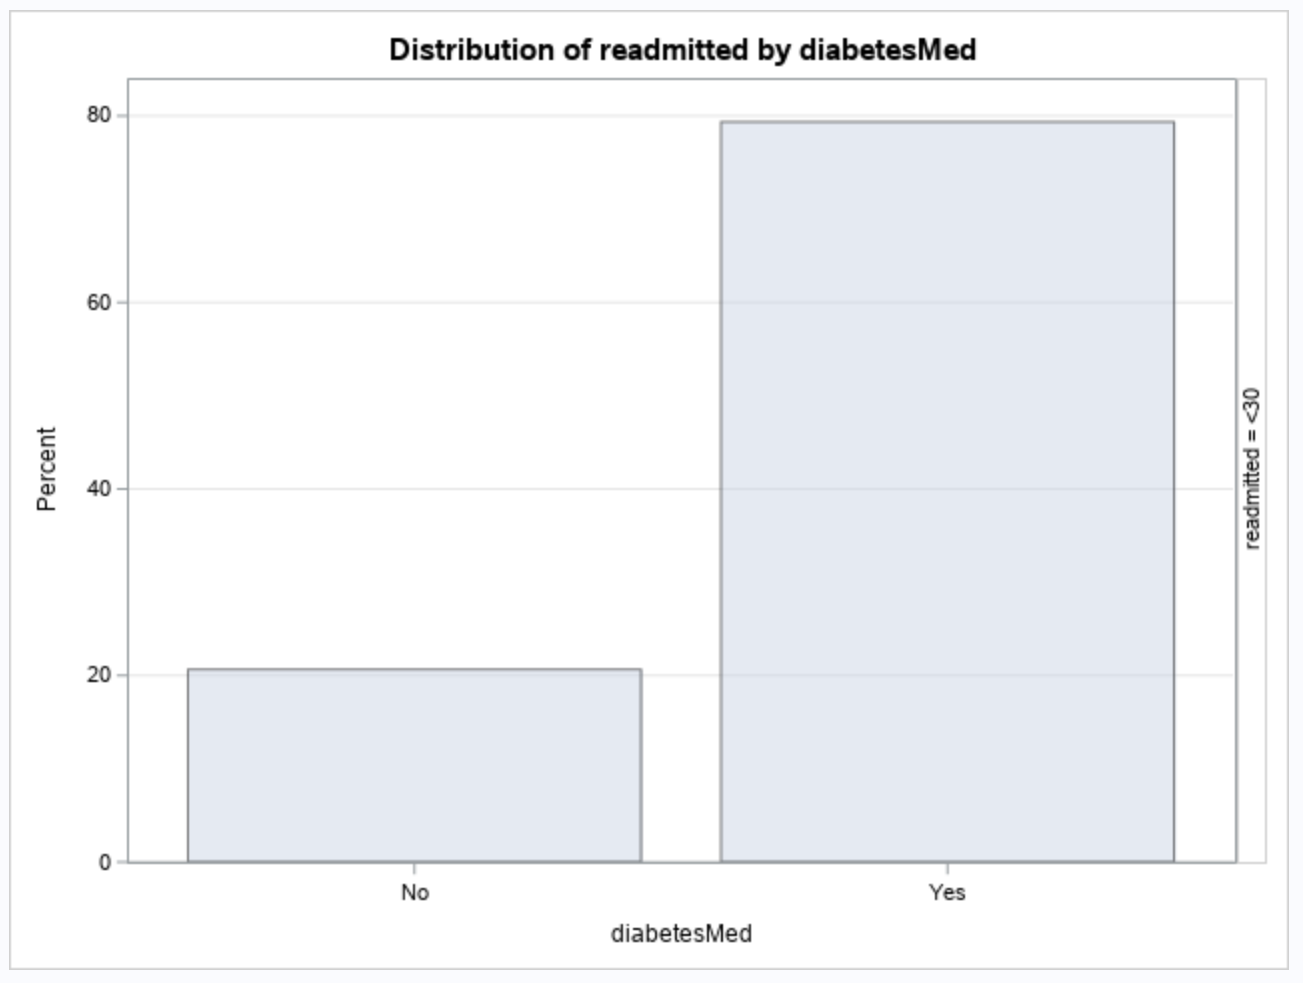 Distribution of readmitted by diabetesMed
80
60
40
20
0
Percent
No
Yes
diabetesMed
readmitted = <30